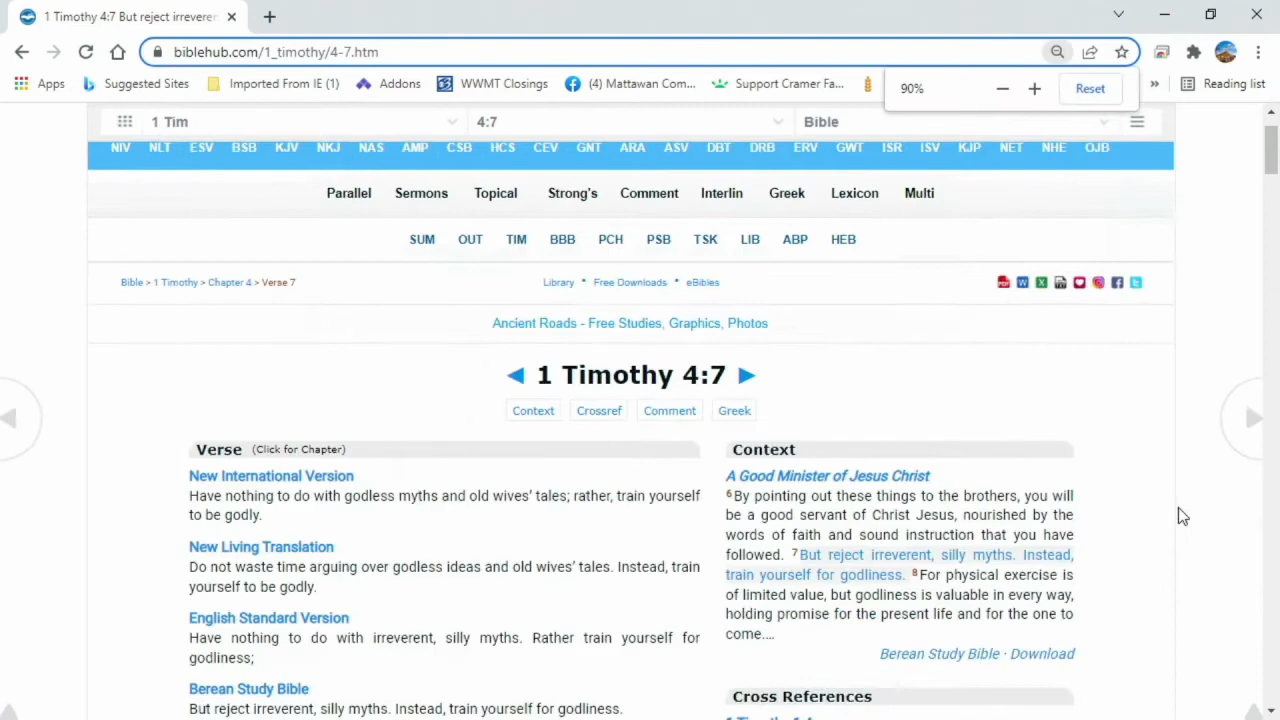 1 Timothy 4:7 But reject irreveren
biblehub.com/1_timothy/4-7.htm
Apps Suggested Sites Imported From IE (1) Addons WWMT Closings (4) Mattawan Com... Support Cramer Fa... » Reading list
90% Reset
1 Tim 4:7 Bible
NIV NLT ESV BSB KJV NKJ NAS AMP CSB HCS CEV GNT ARA ASV DBT DRB ERV GWT ISR ISV KJP NET NHE OJB
Parallel Sermons Topical Strong's Comment Interlin Greek Lexicon Multi
SUM OUT TIM BBB PCH PSB TSK LIB ABP HEB
Bible > 1 Timothy > Chapter 4 > Verse 7
Library • Free Downloads • eBibles
Ancient Roads - Free Studies, Graphics, Photos
◄ 1 Timothy 4:7 ►
Context Crossref Comment Greek
Verse (Click for Chapter)
New International Version
Have nothing to do with godless myths and old wives’ tales; rather, train yourself
to be godly.
New Living Translation
Do not waste time arguing over godless ideas and old wives’ tales. Instead, train
yourself to be godly.
English Standard Version
Have nothing to do with irreverent, silly myths. Rather train yourself for
godliness;
Berean Study Bible
But reject irreverent, silly myths. Instead, train yourself for godliness.
Context
A Good Minister of Jesus Christ
6By pointing out these things to the brothers, you will
be a good servant of Christ Jesus, nourished by the
words of faith and sound instruction that you have
followed. 7But reject irreverent, silly myths. Instead,
train yourself for godliness. 8For physical exercise is
of limited value, but godliness is valuable in every way,
holding promise for the present life and for the one to
come.…
Berean Study Bible · Download
Cross References